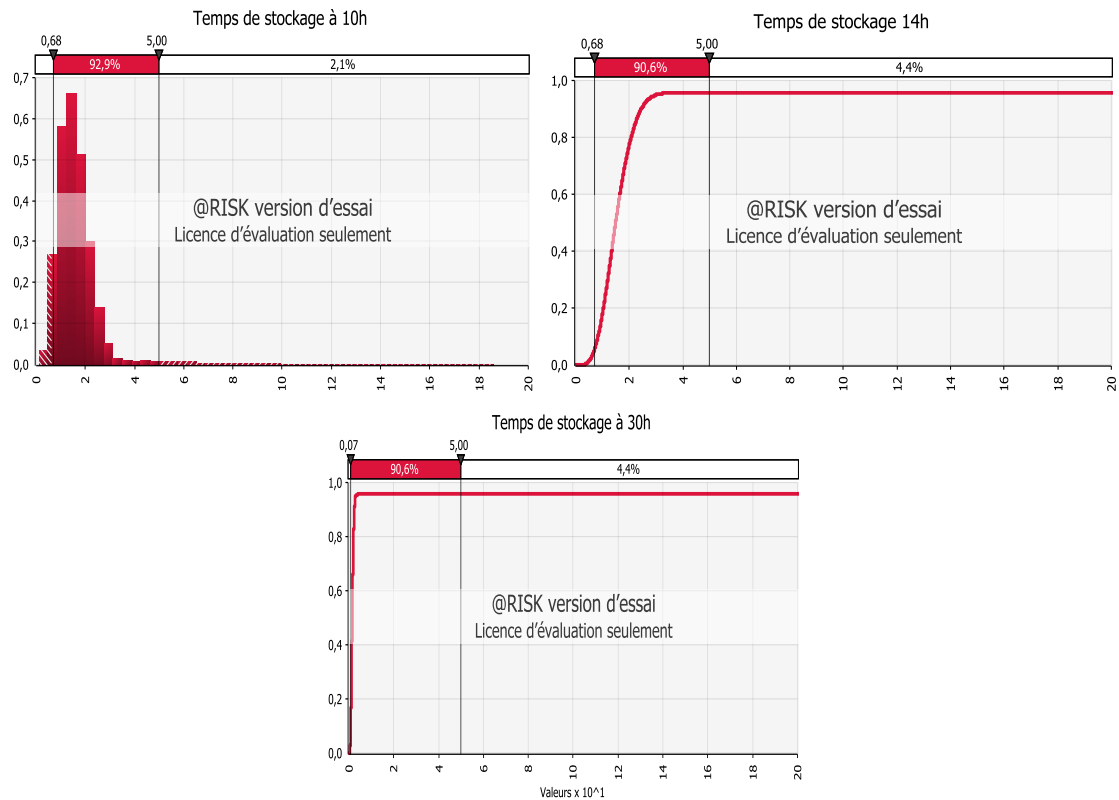 Temps de stockage à 10h
0,68 5,00
92,9% 2,1%
0,7
0,6
0,5
0,4
0,3
0,2
0,1
0,0
0 2 4 6 8 10 12 14 16 18 20
@RISK version d’essai
Licence d’évaluation seulement
Temps de stockage 14h
0,68 5,00
90,6% 4,4%
1,0
0,8
0,6
0,4
0,2
0,0
0 2 4 6 8 10 12 14 16 18 20
@RISK version d’essai
Licence d’évaluation seulement
Temps de stockage à 30h
0,07 5,00
90,6% 4,4%
1,0
0,8
0,6
0,4
0,2
0,0
0 2 4 6 8 10 12 14 16 18 20
@RISK version d’essai
Licence d’évaluation seulement
Valeurs x 10^1